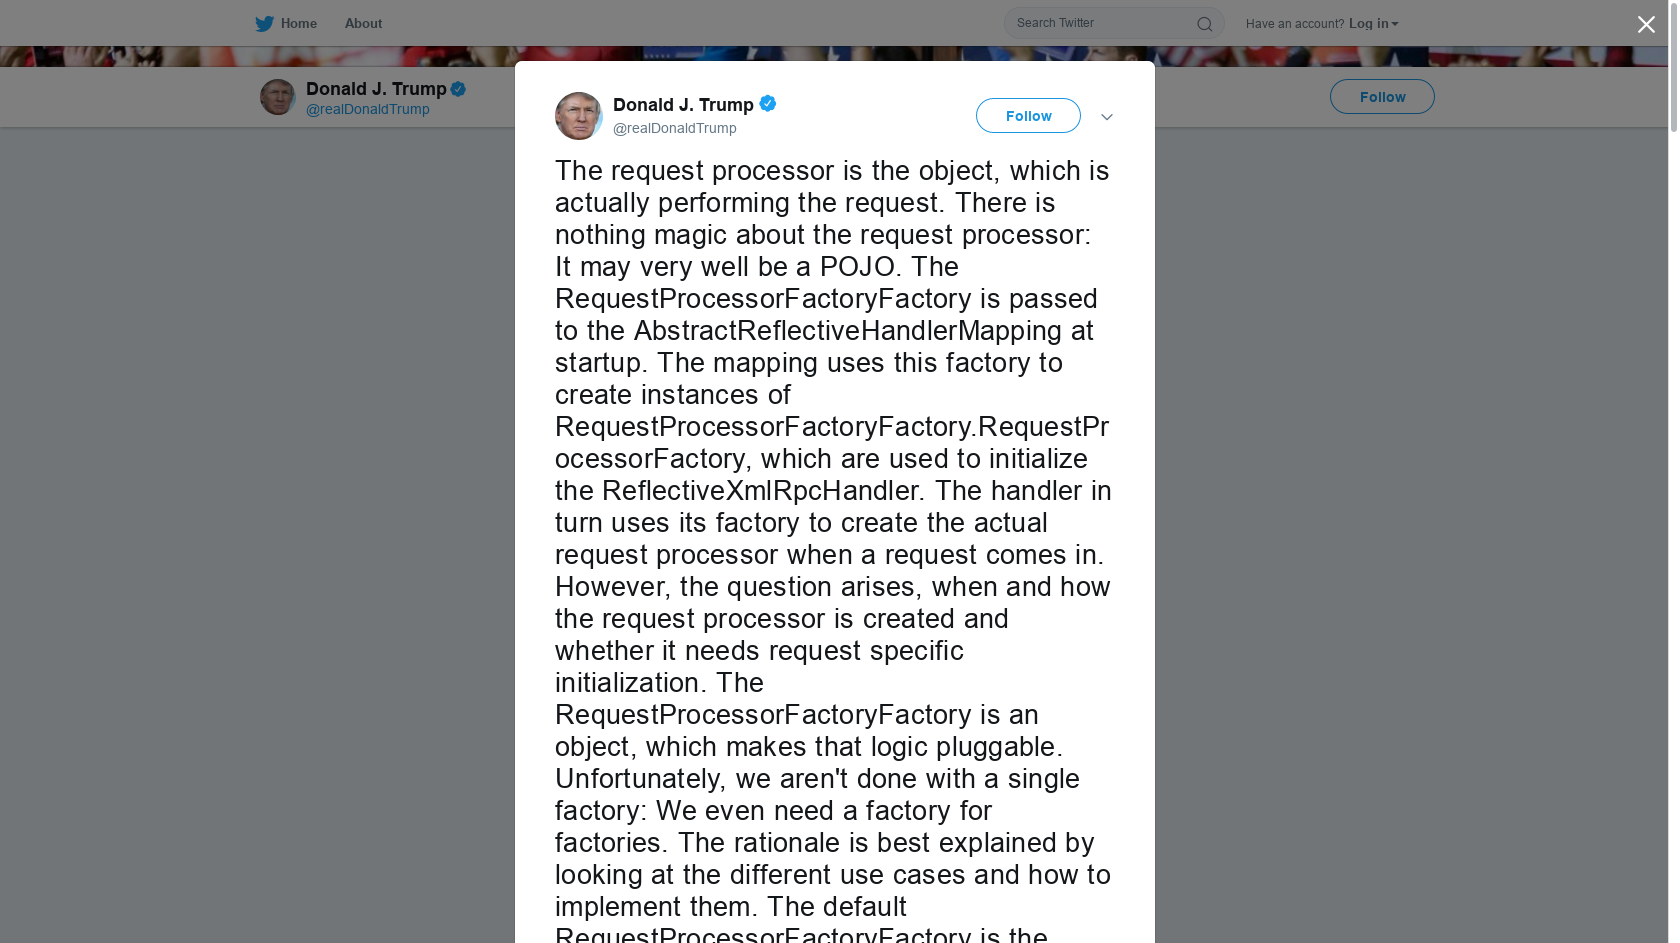 Home
About
Search Twitter
Have an account? Log in
Donald J. Trump
@realDonaldTrump
Follow
Donald J. Trump
@realDonaldTrump
Follow
The request processor is the object, which is
actually performing the request. There is
nothing magic about the request processor:
It may very well be a POJO. The
RequestProcessorFactoryFactory is passed
to the AbstractReflectiveHandlerMapping at
startup. The mapping uses this factory to
create instances of
RequestProcessorFactoryFactory.RequestPr
ocessorFactory, which are used to initialize
the ReflectiveXmlRpcHandler. The handler in
turn uses its factory to create the actual
request processor when a request comes in.
However, the question arises, when and how
the request processor is created and
whether it needs request specific
initialization. The
RequestProcessorFactoryFactory is an
object, which makes that logic pluggable.
Unfortunately, we aren't done with a single
factory: We even need a factory for
factories. The rationale is best explained by
looking at the different use cases and how to
implement them. The default
RequestProcessorFactoryFactory is the